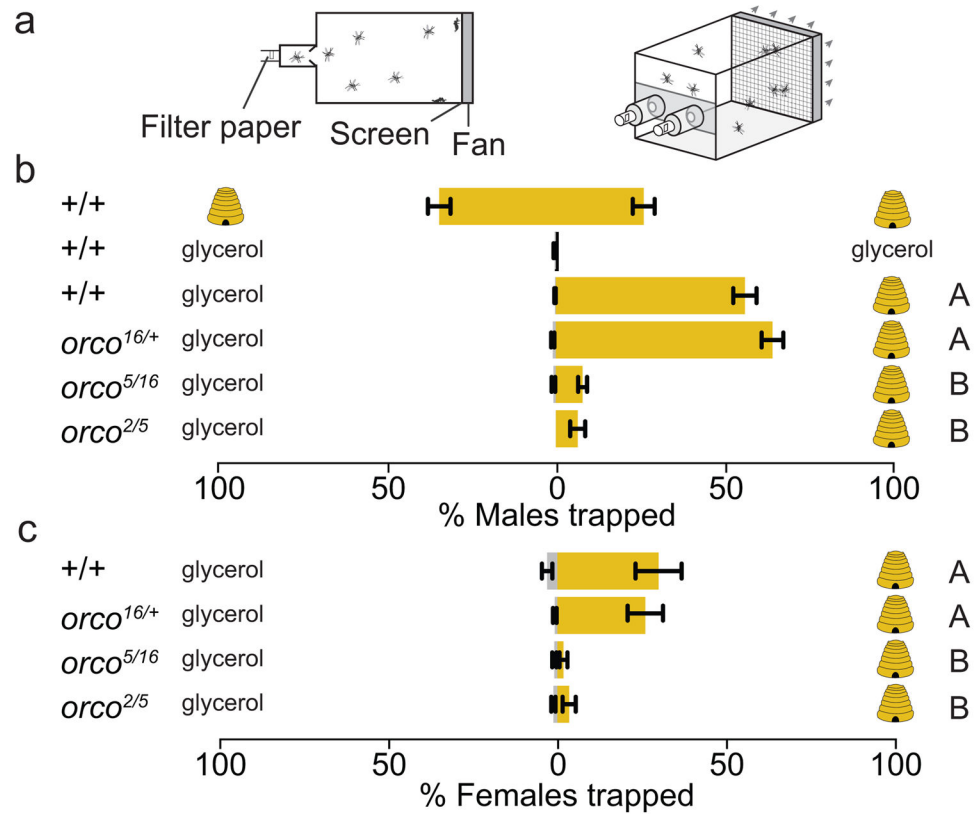 a
Filter paper
Screen
Fan
b
+/+
+/+ glycerol glycerol
+/+ glycerol A
orco16/+ glycerol A
orco5/16 glycerol B
orco2/5 glycerol B
100 50 0 50 100
% Males trapped
c
+/+ glycerol A
orco16/+ glycerol A
orco5/16 glycerol B
orco2/5 glycerol B
100 50 0 50 100
% Females trapped